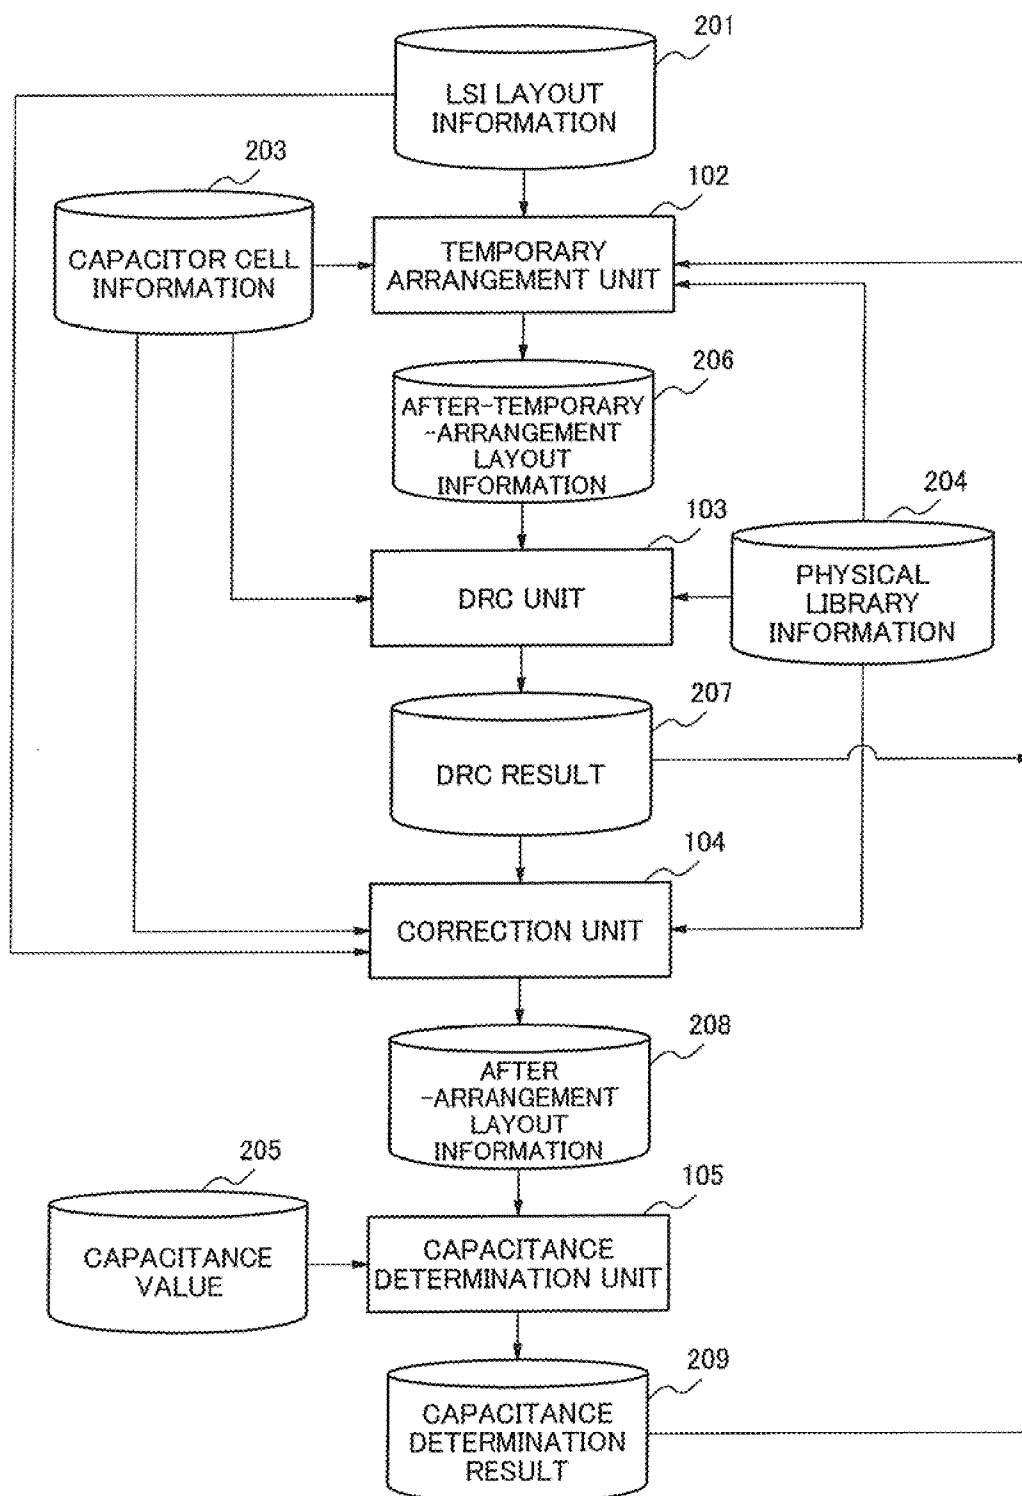 201
LSI LAYOUT
INFORMATION
203
102
CAPACITOR CELL
INFORMATION
TEMPORARY
ARRANGEMENT UNIT
206
AFTER-TEMPORARY
-ARRANGEMENT
LAYOUT
INFORMATION
204
103
DRC UNIT
PHYSICAL
LIBRARY
INFORMATION
207
DRC RESULT
104
CORRECTION UNIT
208
AFTER
-ARRANGEMENT
LAYOUT
INFORMATION
205
105
CAPACITANCE
VALUE
CAPACITANCE
DETERMINATION UNIT
209
CAPACITANCE
DETERMINATION
RESULT